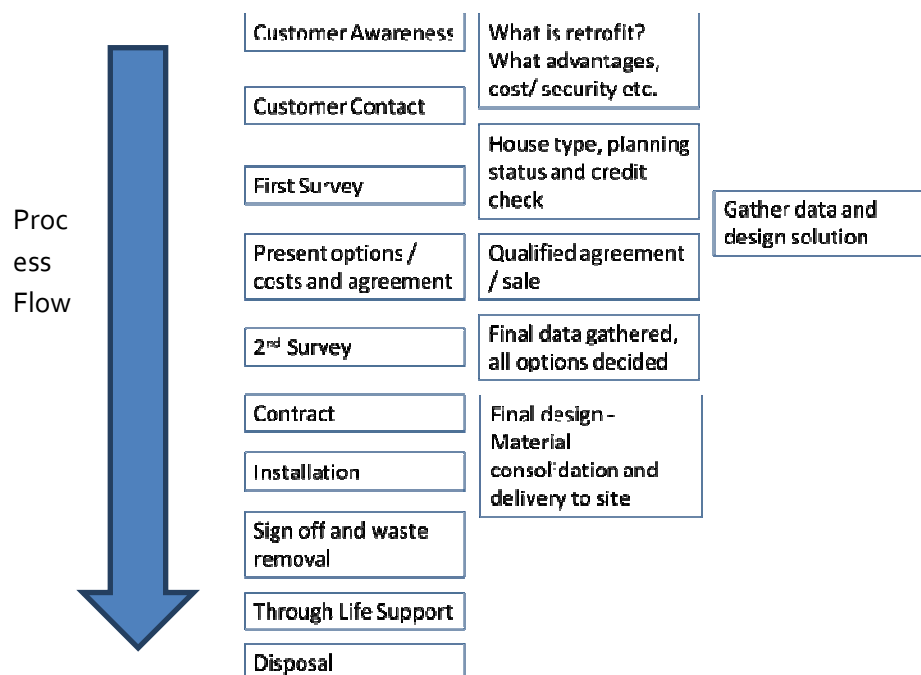 Proc
ess
Flow
Customer Awareness
Customer Contact
First Survey
Present options /
costs and agreement
2nd Survey
Contract
Installation
Sign off and waste
removal
Through Life Support
Disposal
What is retrofit?
What advantages,
cost/ security etc.
House type, planning
status and credit
check
Qualified agreement
/ sale
Final data gathered,
all options decided
Final design -
Material
consolidation and
delivery to site
Gather data and
design solution